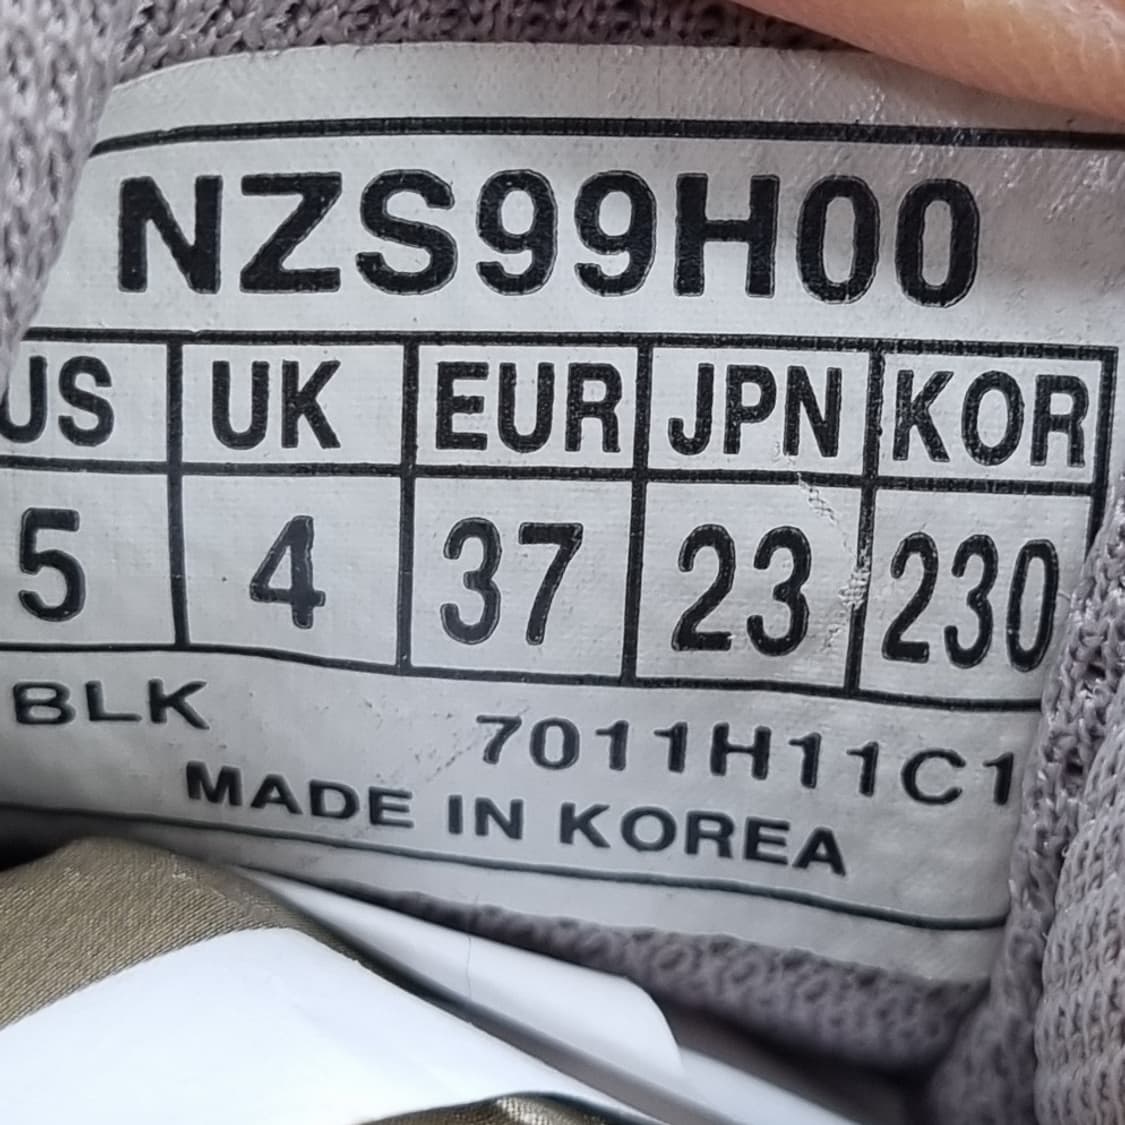 NZS99H00
US UK EUR JPN KOR
5 4 37 23 230
BLK 7011H11C1
MADE IN KOREA